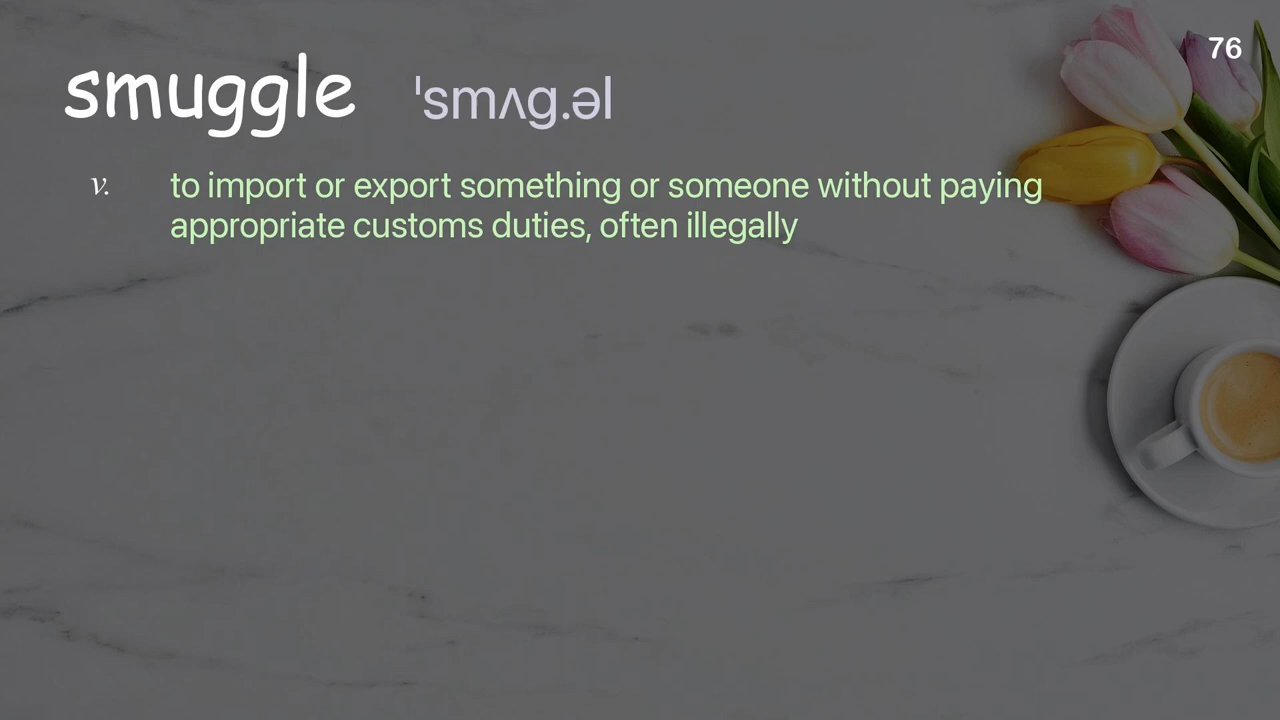 76
smuggle ˈsmʌg.əl
v. to import or export something or someone without paying
appropriate customs duties, often illegally